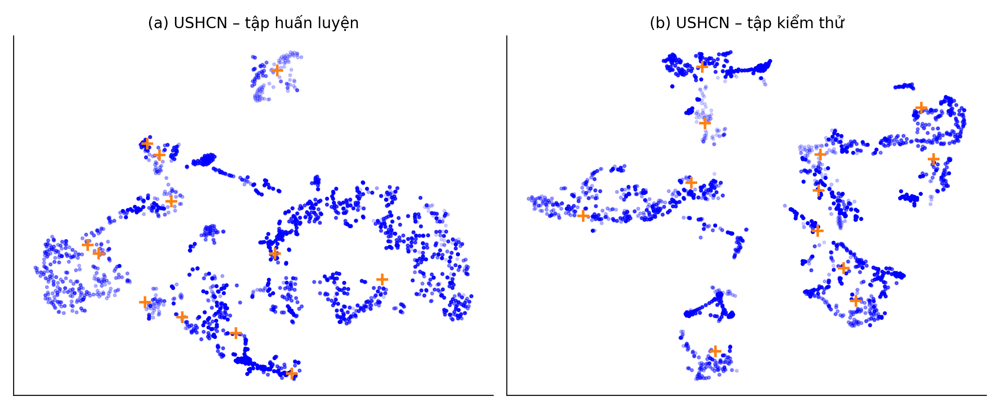 (a) USHCN – tập huấn luyện
(b) USHCN – tập kiểm thử